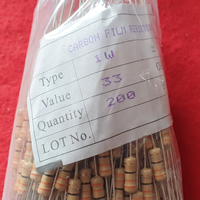 CARBON FILM RESISTOR
Type 1W
Value 33
Quantity 200
LOT No.